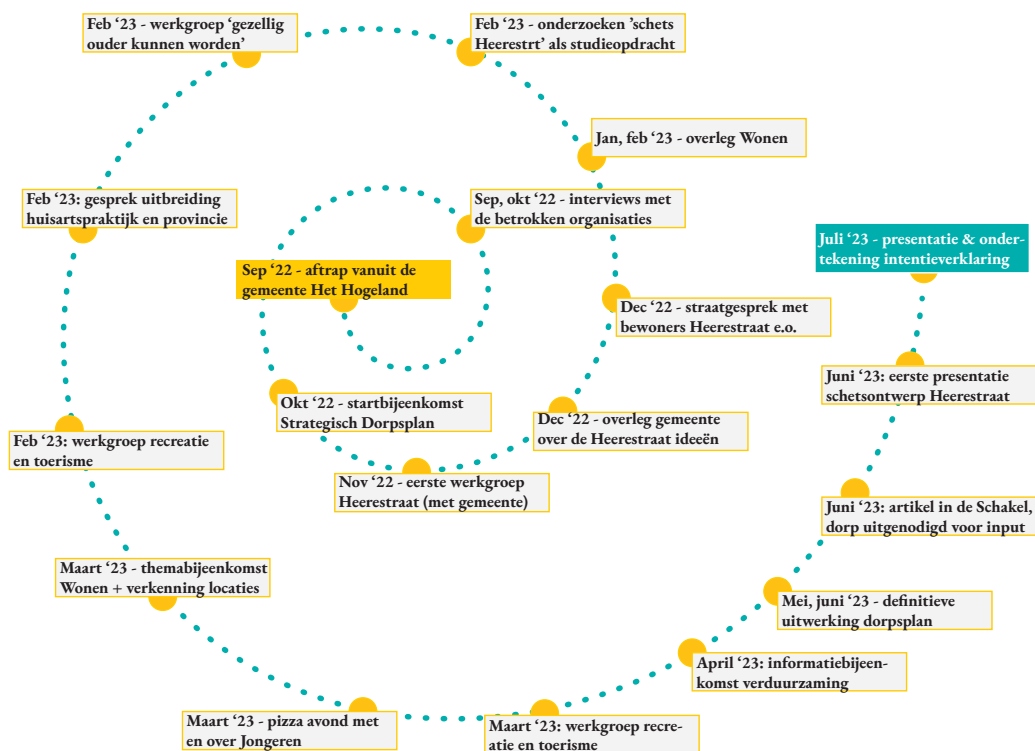 Feb ‘23 - werkgroep ‘gezellig
ouder kunnen worden’
Feb ‘23 - onderzoeken ’schets
Heerestrt’ als studieopdracht
Jan, feb ‘23 - overleg Wonen
Feb ‘23: gesprek uitbreiding
huisartspraktijk en provincie
Sep, okt ‘22 - interviews met
de betrokken organisaties
Juli ‘23 - presentatie & onder-
tekening intentieverklaring
Sep ‘22 - aftrap vanuit de
gemeente Het Hogeland
Dec ‘22 - straatgesprek met
bewoners Heerestraat e.o.
Juni ‘23: eerste presentatie
schetsontwerp Heerestraat
Okt ‘22 - startbijeenkomst
Strategisch Dorpsplan
Dec ‘22 - overleg gemeente
over de Heerestraat ideeën
Feb ‘23: werkgroep recreatie
en toerisme
Nov ‘22 - eerste werkgroep
Heerestraat (met gemeente)
Juni ‘23: artikel in de Schakel,
dorp uitgenodigd voor input
Maart ‘23 - themabijeenkomst
Wonen + verkenning locaties
Mei, juni ‘23 - definitieve
uitwerking dorpsplan
April ‘23: informatiebijeen-
komst verduurzaming
Maart ‘23 - pizza avond met
en over Jongeren
Maart ‘23: werkgroep recre-
atie en toerisme